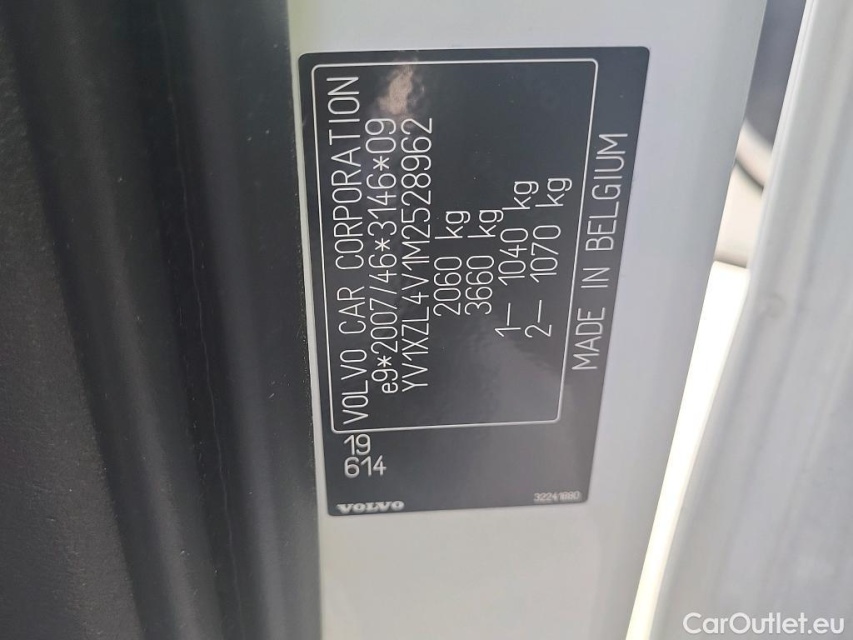 VOLVO CAR CORPORATION
e9*2007/46*3146*09
YV1XZL4V1M2528962
2060 kg
3660 kg
1– 1040 kg
2– 1070 kg
MADE IN BELGIUM
19
614
VOLVO
32241880
CarOutlet.eu